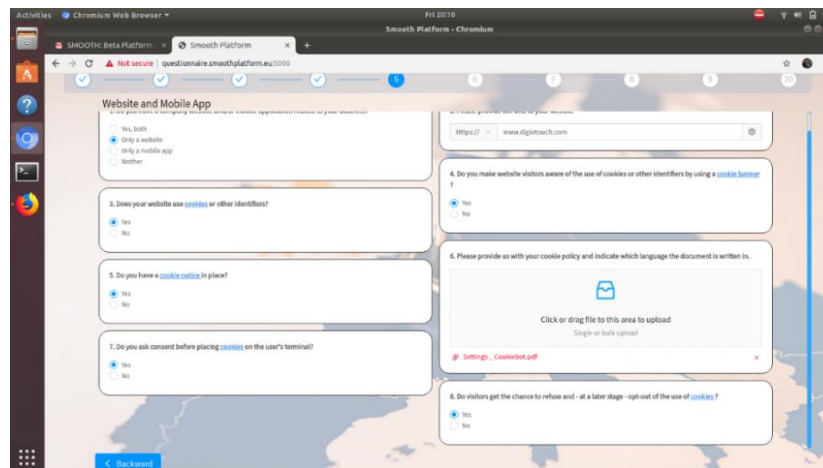 Activities
Chromium Web Browser
Fri 20:10
Smooth Platform - Chromium
SMOOTH: Beta Platform
Smooth Platform
Not secure | questionnaire.smoothplatform.eu:5000
5
6
7
8
9
10
Website and Mobile App
Yes, both
Only a website
Only a mobile app
Neither
Https://
www.digiotouch.com
3. Does your website use cookies or other identifiers?
Yes
No
4. Do you make website visitors aware of the use of cookies or other identifiers by using a cookie banner
?
Yes
No
5. Do you have a cookie notice in place?
Yes
No
6. Please provide us with your cookie policy and indicate which language the document is written in.
Click or drag file to this area to upload
Single or bulk upload
Settings _ Cookiebot.pdf
7. Do you ask consent before placing cookies on the user's terminal?
Yes
No
8. Do visitors get the chance to refuse and - at a later stage - opt-out of the use of cookies ?
Yes
No
Backward